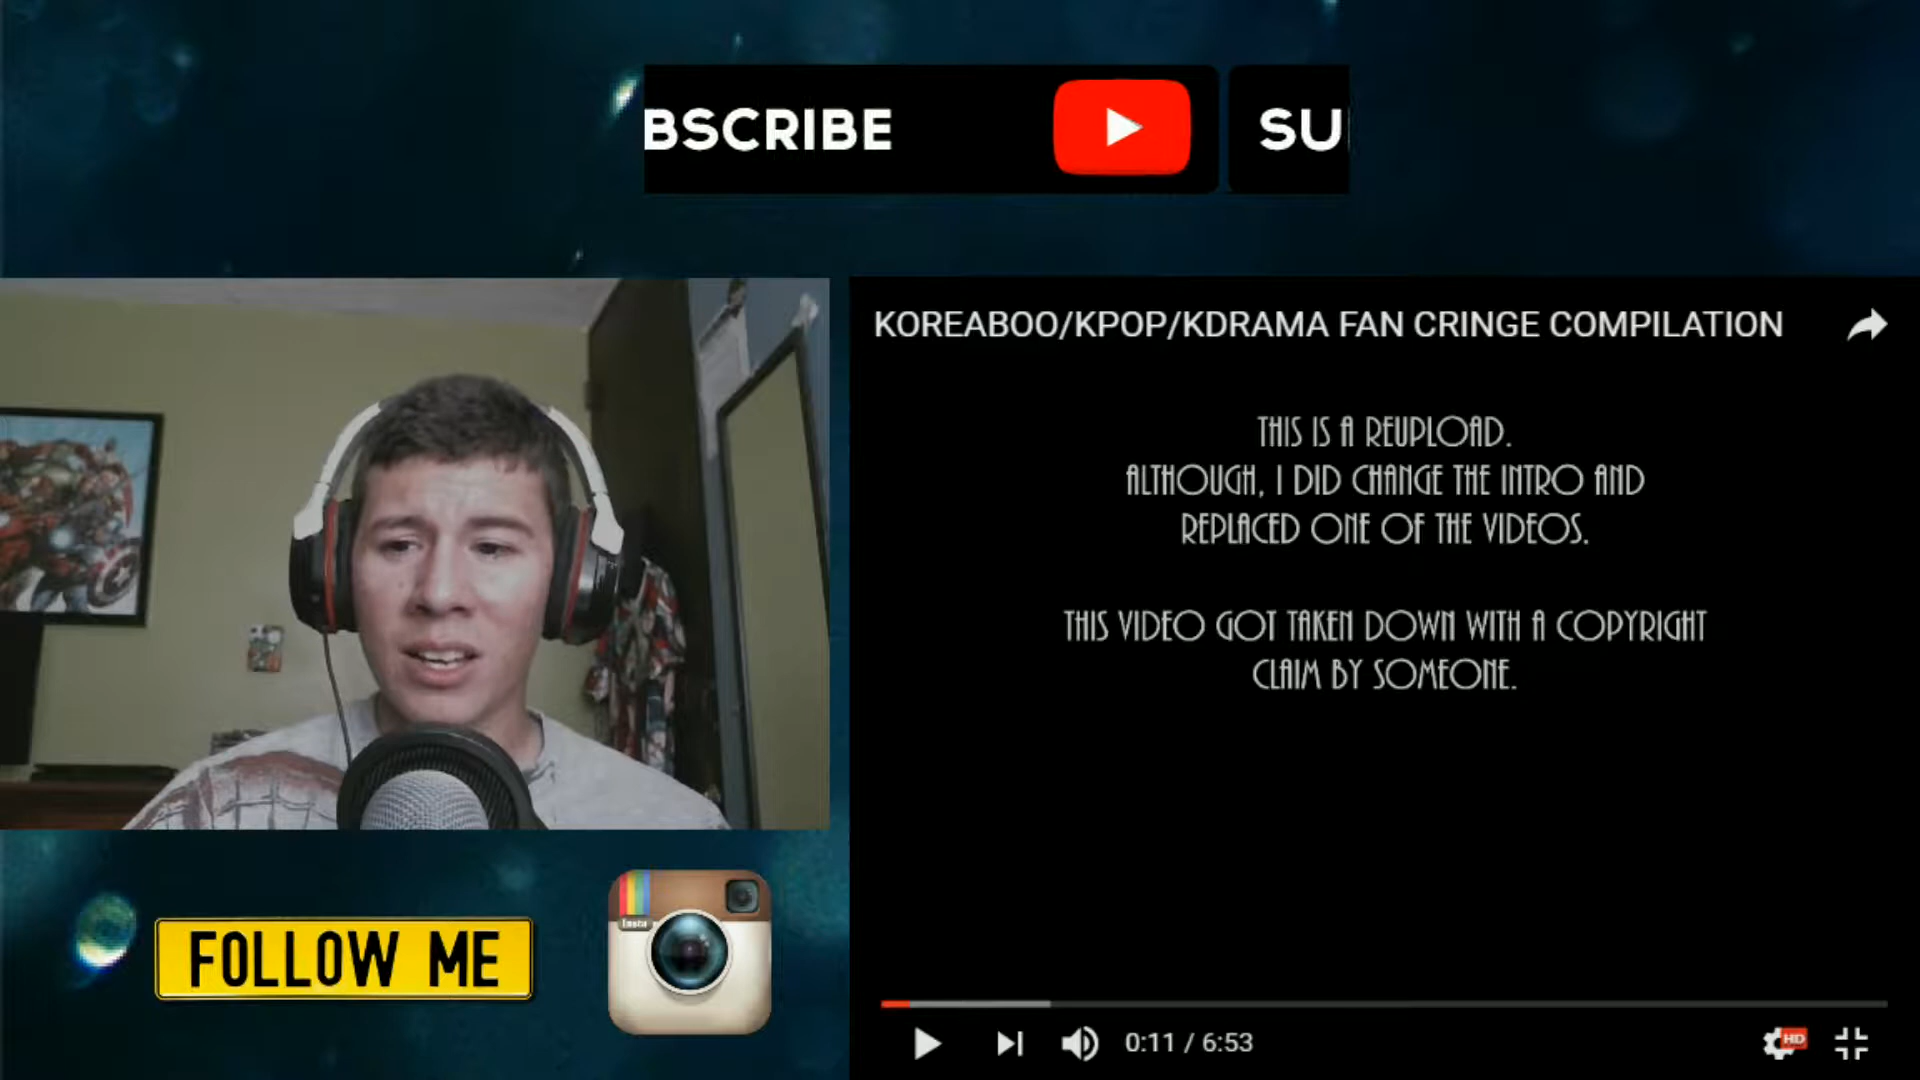 BSCRIBE
SU
KOREABOO/KPOP/KDRAMA FAN CRINGE COMPILATION
THIS IS A REUPLOAD.
ALTHOUGH, I DID CHANGE THE INTRO AND
REPLACED ONE OF THE VIDEOS.
THIS VIDEO GOT TAKEN DOWN WITH A COPYRIGHT
CLAIM BY SOMEONE.
FOLLOW ME
Insta
0:11 / 6:53
HD